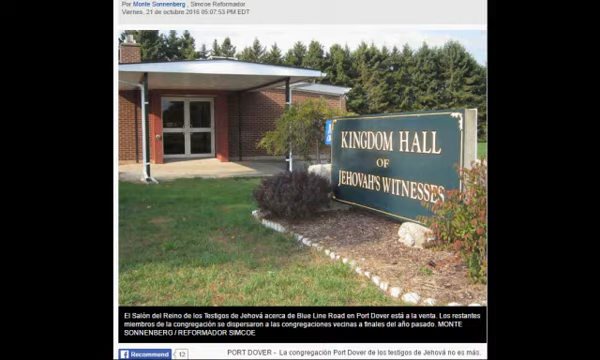 Por Monte Sonnenberg , Simcoe Reformador
Viernes, 21 de octubre 2016 05:07:53 PM EDT
KINGDOM HALL
OF
JEHOVAH'S WITNESSES
El Salón del Reino de los Testigos de Jehová acerca de Blue Line Road en Port Dover está a la venta. Los restantes
miembros de la congregación se dispersaron a las congregaciones vecinas a finales del año pasado. MONTE
SONNENBERG / REFORMADOR SIMCOE
Recommend 12
PORT DOVER - La congregación Port Dover de los testigos de Jehová no es más.